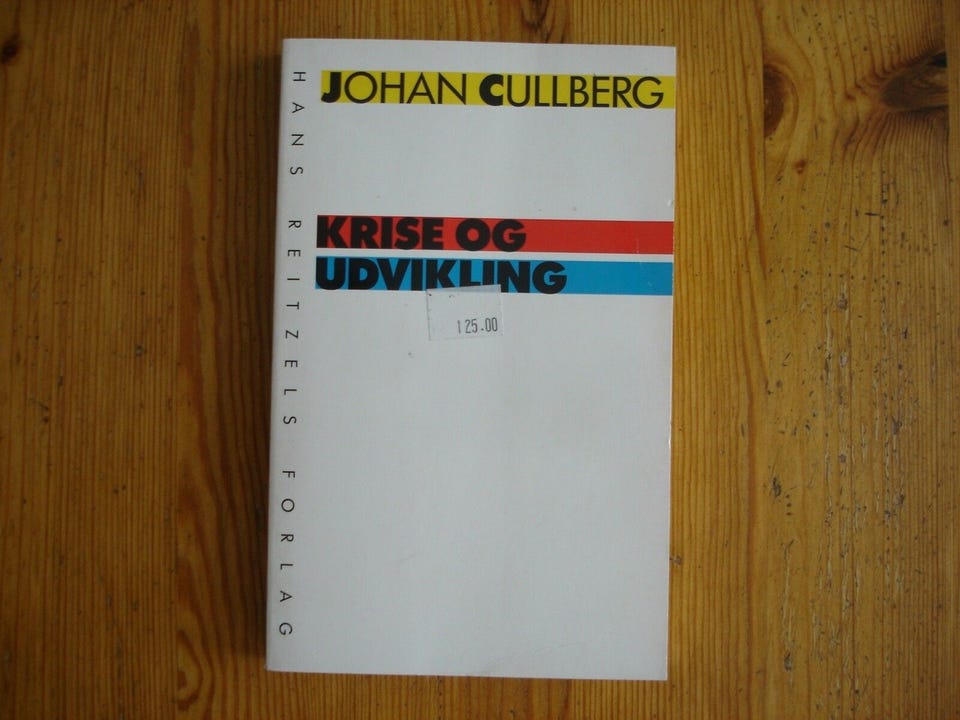 JOHAN CULLBERG
KRISE OG
UDVIKLING
125.00
HANS REITZELS FORLAG